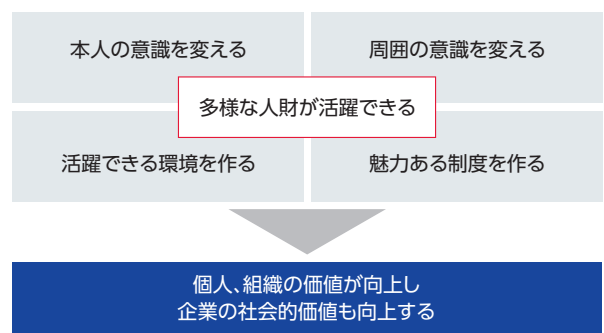 本人の意識を変える
周囲の意識を変える
多様な人財が活躍できる
活躍できる環境を作る
魅力ある制度を作る
個人、組織の価値が向上し
企業の社会的価値も向上する